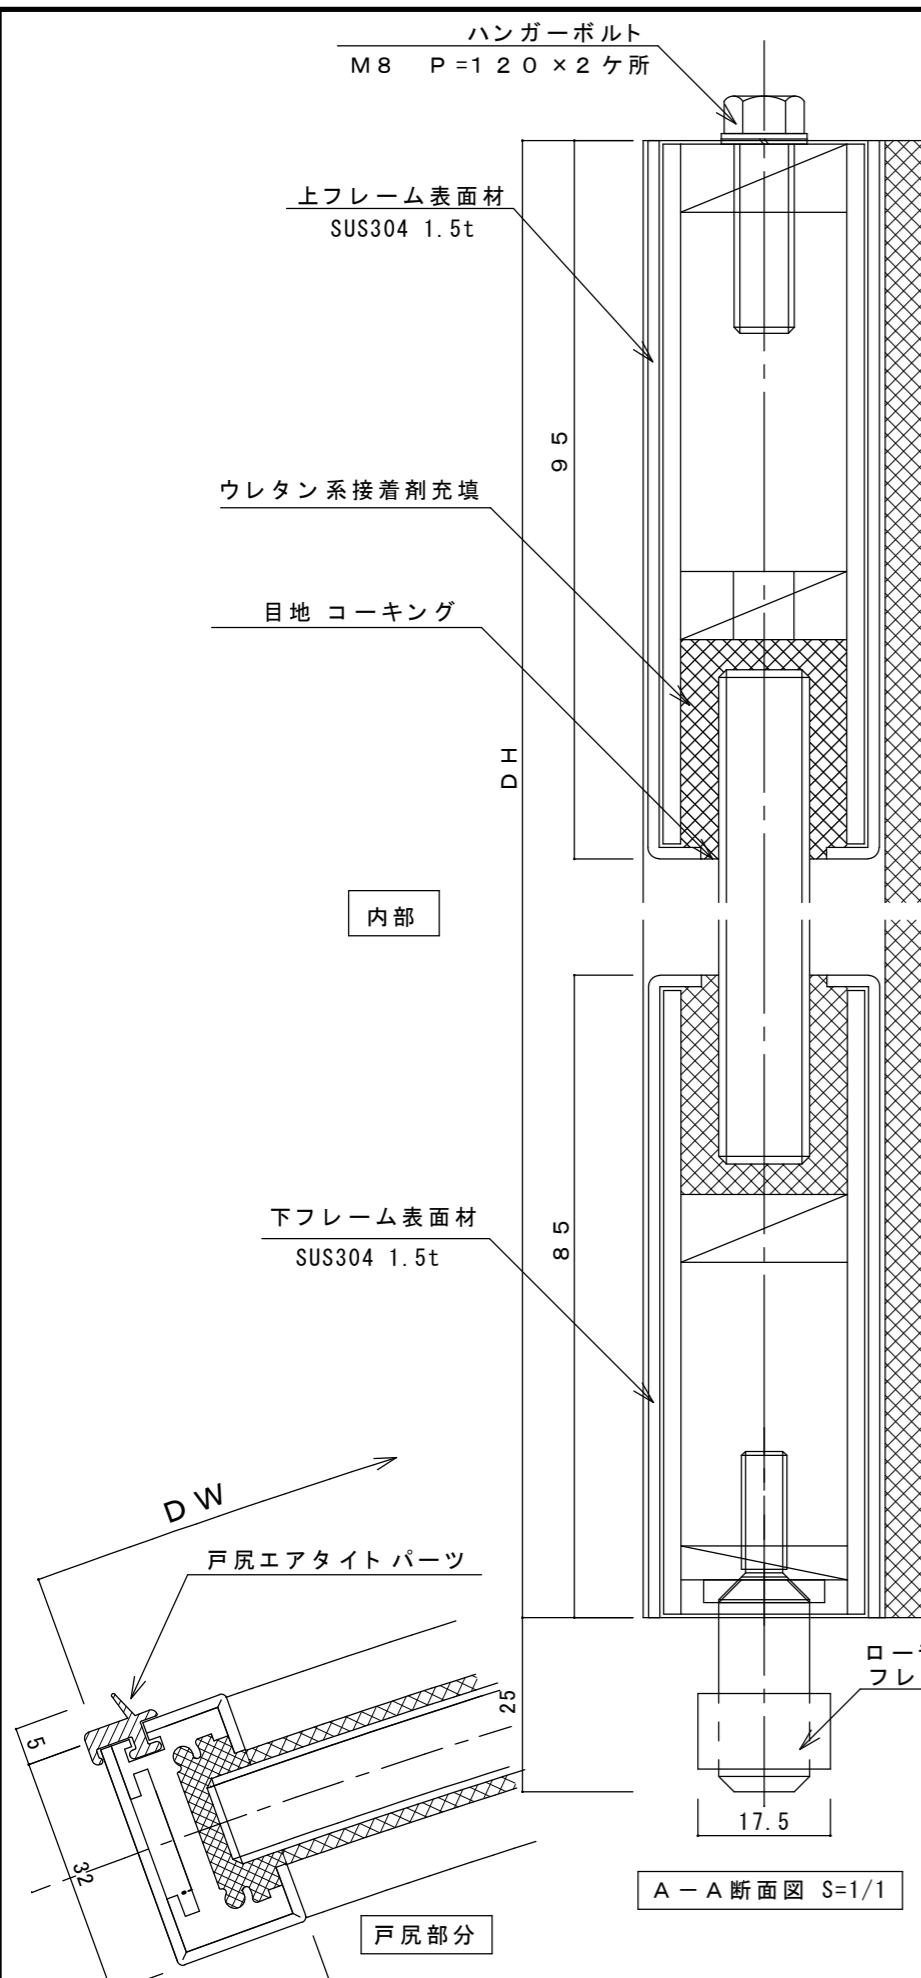 ハンガーボルト
M8 P=120×2ケ所
上フレーム表面材
SUS304 1.5t
95
ウレタン系接着剤充填
目地 コーキング
DH
内部
下フレーム表面材
SUS304 1.5t
85
DW
戸尻エアタイトパーツ
ロー
フレ
25
5
17.5
32
A－A断面図 S=1/1
戸尻部分